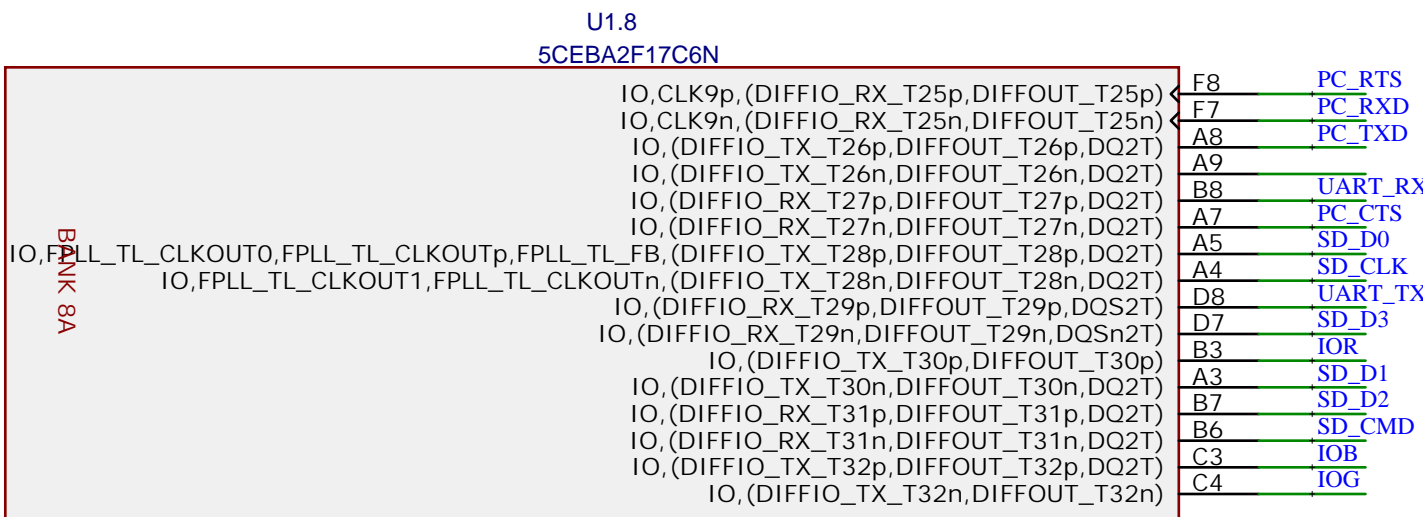 U1.8
5CEBA2F17C6N
IO,CLK9p,(DIFFIO_RX_T25p,DIFFOUT_T25p) F8 PC_RTS
IO,CLK9n,(DIFFIO_RX_T25n,DIFFOUT_T25n) F7 PC_RXD
IO,(DIFFIO_TX_T26p,DIFFOUT_T26p,DQ2T) A8 PC_TXD
IO,(DIFFIO_TX_T26n,DIFFOUT_T26n,DQ2T) A9
IO,(DIFFIO_RX_T27p,DIFFOUT_T27p,DQ2T) B8 UART_RX
IO,(DIFFIO_RX_T27n,DIFFOUT_T27n,DQ2T) A7 PC_CTS
IO,FPLL_TL_CLKOUT0,FPLL_TL_CLKOUTp,FPLL_TL_FB,(DIFFIO_TX_T28p,DIFFOUT_T28p,DQ2T) A5 SD_D0
IO,FPLL_TL_CLKOUT1,FPLL_TL_CLKOUTn,(DIFFIO_TX_T28n,DIFFOUT_T28n,DQ2T) A4 SD_CLK
IO,(DIFFIO_RX_T29p,DIFFOUT_T29p,DQS2T) D8 UART_TX
IO,(DIFFIO_RX_T29n,DIFFOUT_T29n,DQSn2T) D7 SD_D3
IO,(DIFFIO_TX_T30p,DIFFOUT_T30p) B3 IOR
IO,(DIFFIO_TX_T30n,DIFFOUT_T30n,DQ2T) A3 SD_D1
IO,(DIFFIO_RX_T31p,DIFFOUT_T31p,DQ2T) B7 SD_D2
IO,(DIFFIO_RX_T31n,DIFFOUT_T31n,DQ2T) B6 SD_CMD
IO,(DIFFIO_TX_T32p,DIFFOUT_T32p,DQ2T) C3 IOB
IO,(DIFFIO_TX_T32n,DIFFOUT_T32n) C4 IOG
BANK 8A